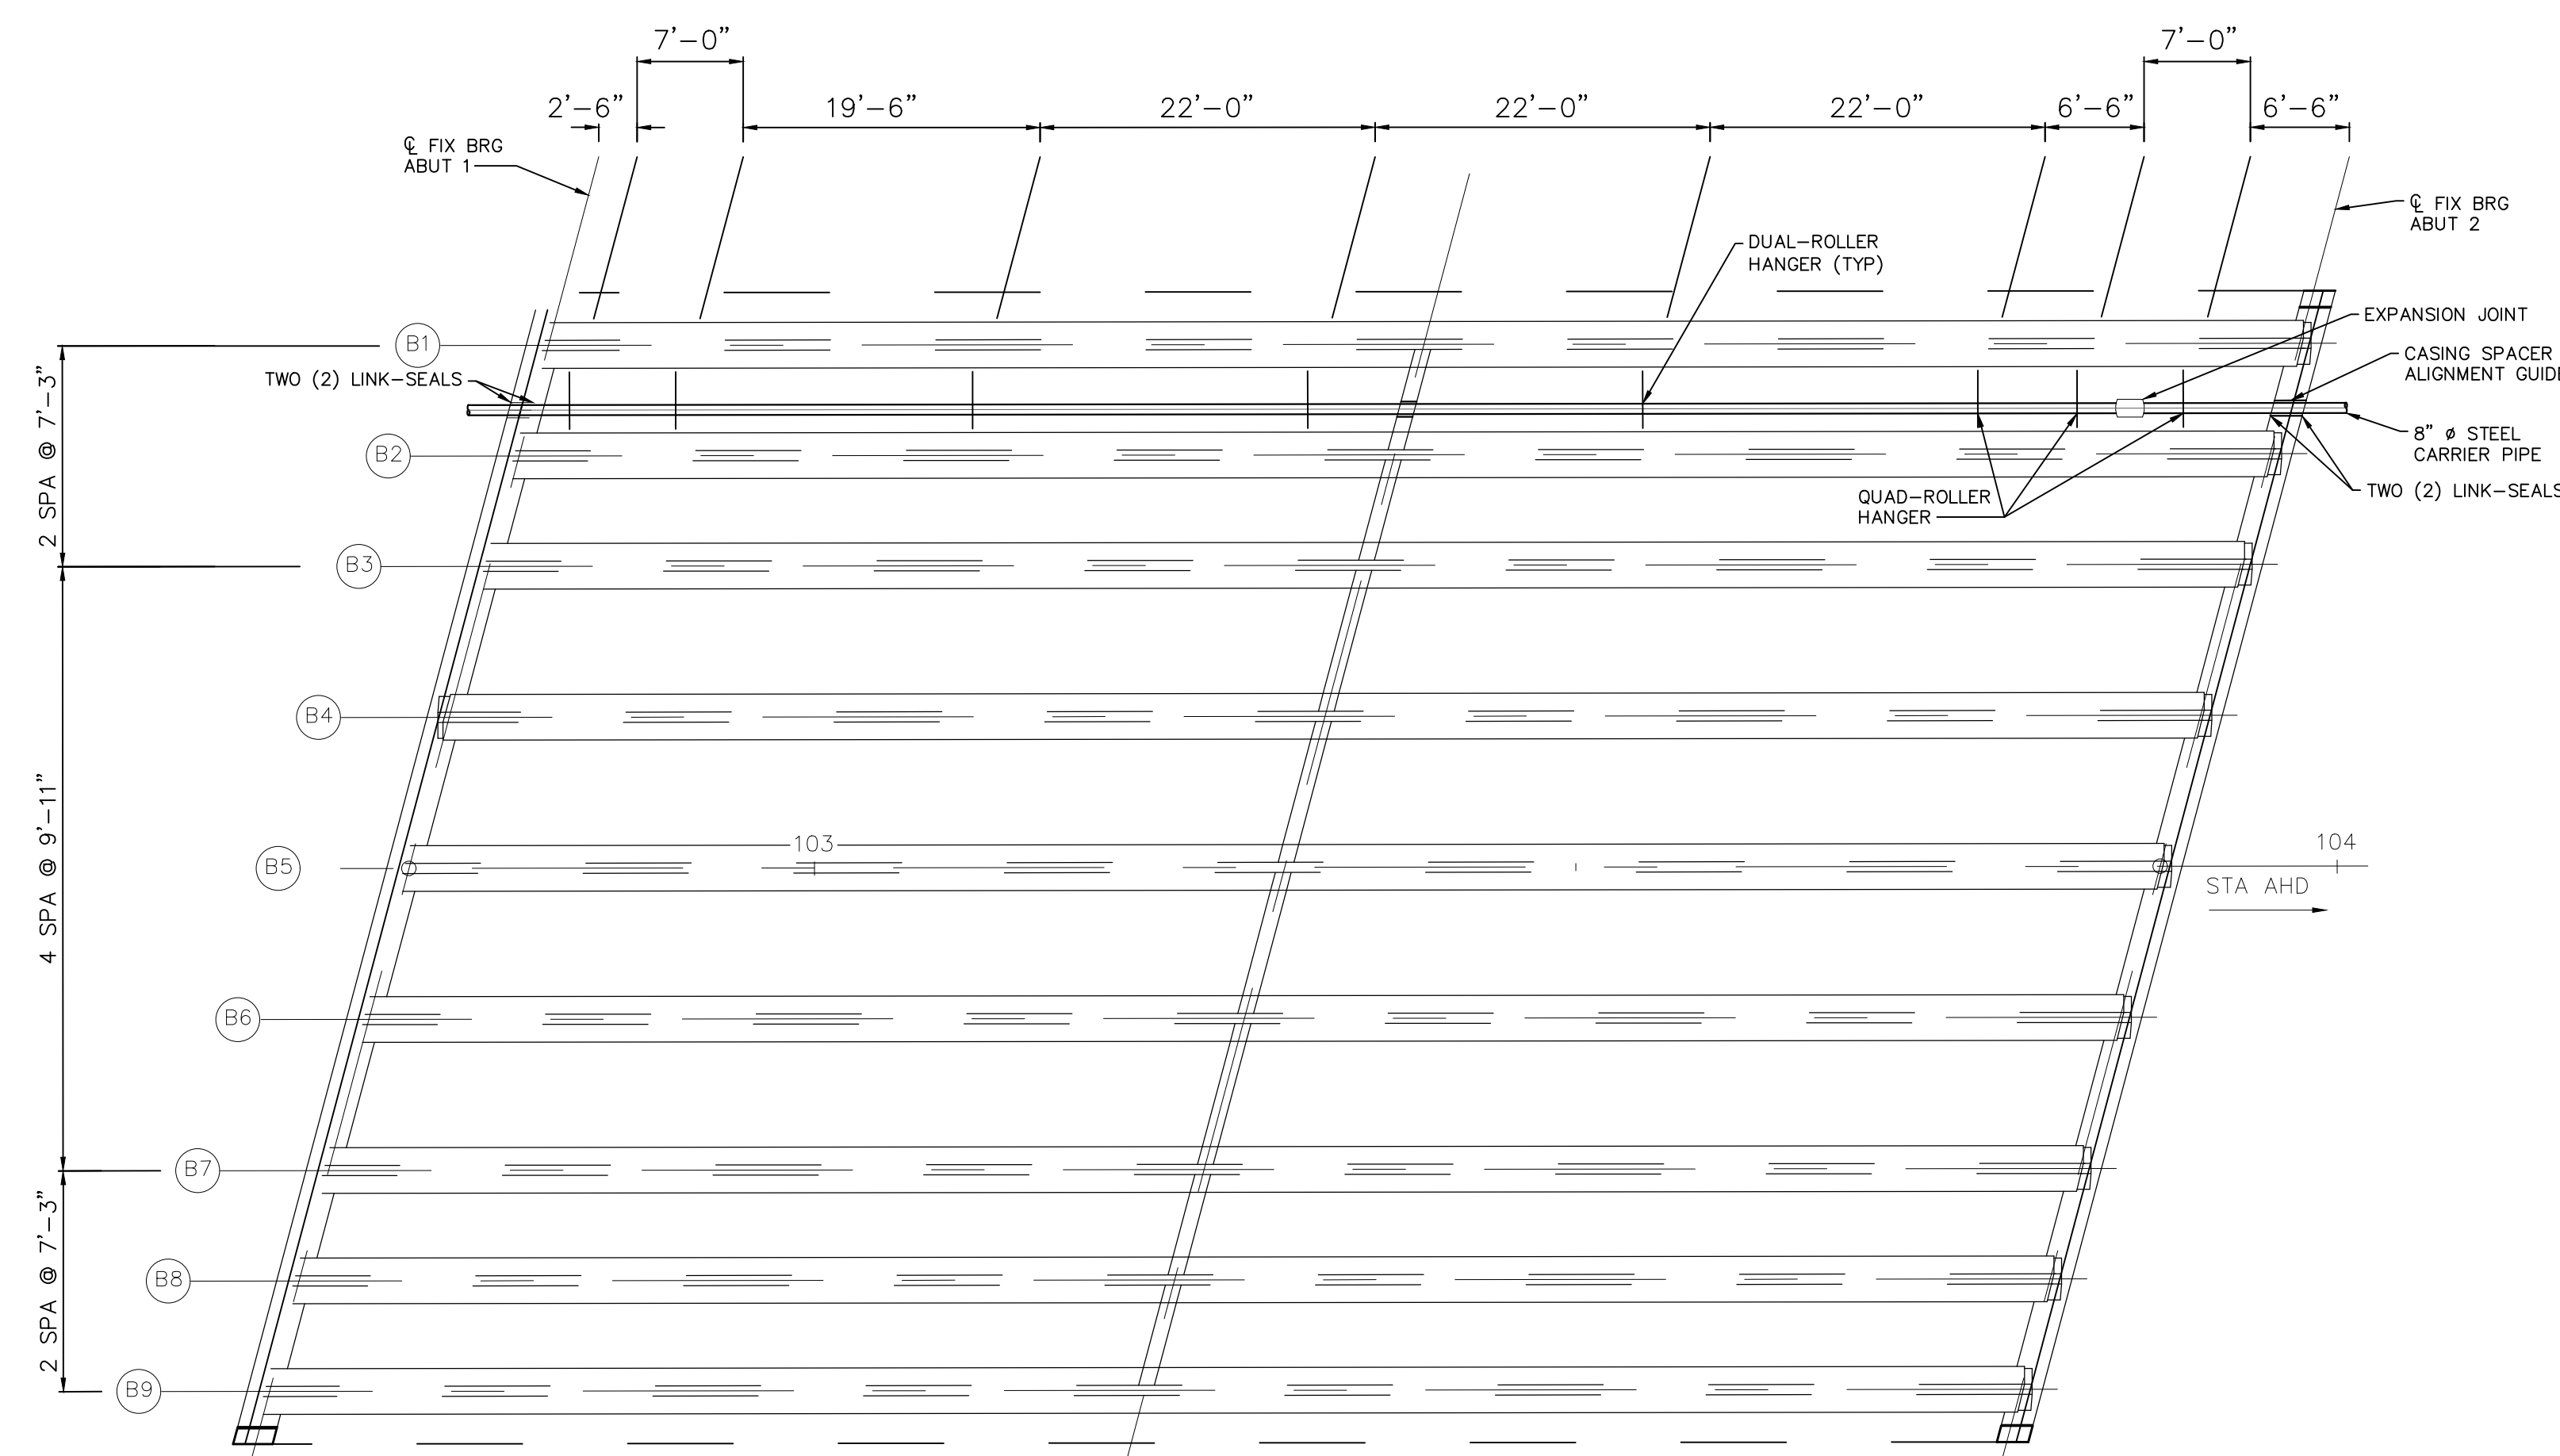 7'-0"
7'-0"
2'-6"
19'-6"
22'-0"
22'-0"
22'-0"
6'-6"
6'-6"
℄ FIX BRG
ABUT 1
℄ FIX BRG
ABUT 2
DUAL-ROLLER
HANGER (TYP)
EXPANSION JOINT
B1
CASING SPACER
ALIGNMENT GUIDE
TWO (2) LINK-SEALS
8" ø STEEL
CARRIER PIPE
B2
TWO (2) LINK-SEALS
QUAD-ROLLER
HANGER
2 SPA @ 7'-3"
B3
B4
4 SPA @ 9'-11"
103
104
B5
STA AHD
B6
B7
2 SPA @ 7'-3"
B8
B9